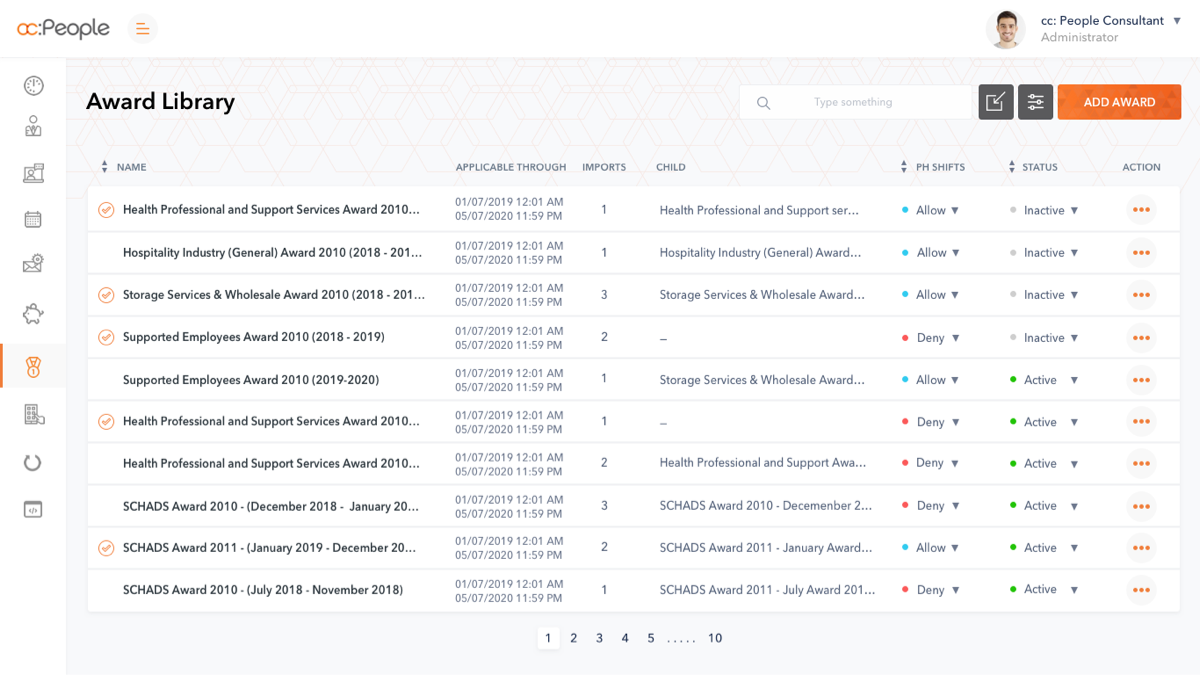 cc:People
cc: People Consultant ▼
Administrator
Award Library
Type something
ADD AWARD
NAME APPLICABLE THROUGH IMPORTS CHILD PH SHIFTS STATUS ACTION
Health Professional and Support Services Award 2010... 01/07/2019 12:01 AM 1 Health Professional and Support ser... Allow ▼ Inactive ▼
05/07/2020 11:59 PM
Hospitality Industry (General) Award 2010 (2018 - 201... 01/07/2019 12:01 AM 1 Hospitality Industry (General) Award... Allow ▼ Inactive ▼
05/07/2020 11:59 PM
Storage Services & Wholesale Award 2010 (2018 - 201... 01/07/2019 12:01 AM 3 Storage Services & Wholesale Award... Allow ▼ Inactive ▼
05/07/2020 11:59 PM
Supported Employees Award 2010 (2018 - 2019) 01/07/2019 12:01 AM 2 – Deny ▼ Inactive ▼
05/07/2020 11:59 PM
Supported Employees Award 2010 (2019-2020) 01/07/2019 12:01 AM 1 Storage Services & Wholesale Award... Allow ▼ Active ▼
05/07/2020 11:59 PM
Health Professional and Support Services Award 2010... 01/07/2019 12:01 AM 1 – Deny ▼ Active ▼
05/07/2020 11:59 PM
Health Professional and Support Services Award 2010... 01/07/2019 12:01 AM 2 Health Professional and Support Awa... Deny ▼ Active ▼
05/07/2020 11:59 PM
SCHADS Award 2010 - (December 2018 - January 20... 01/07/2019 12:01 AM 3 SCHADS Award 2010 - Decemenber 2... Deny ▼ Active ▼
05/07/2020 11:59 PM
SCHADS Award 2011 - (January 2019 - December 20... 01/07/2019 12:01 AM 2 SCHADS Award 2011 - January Award... Allow ▼ Active ▼
05/07/2020 11:59 PM
SCHADS Award 2010 - (July 2018 - November 2018) 01/07/2019 12:01 AM 1 SCHADS Award 2011 - July Award 201... Deny ▼ Active ▼
05/07/2020 11:59 PM
1 2 3 4 5 ..... 10